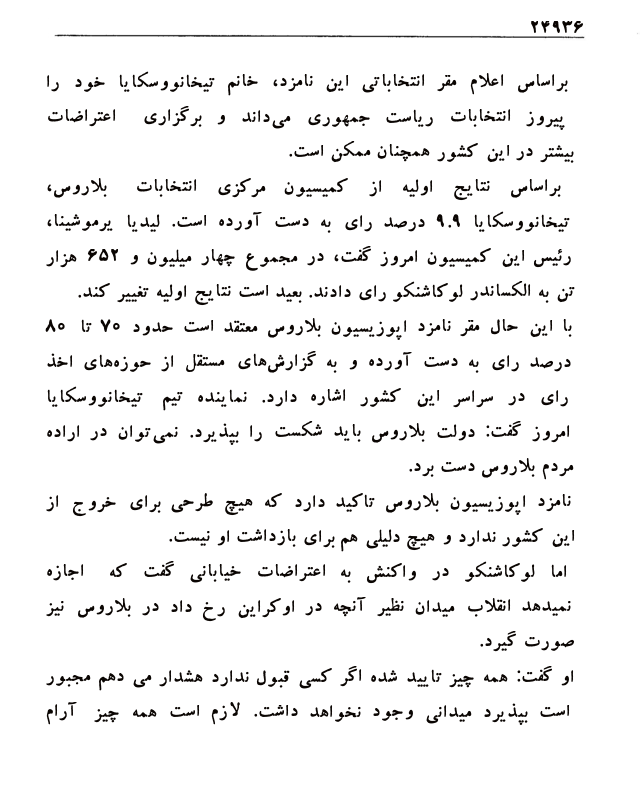 ۲۴۹۳۶
براساس اعلام مقر انتخاباتی این نامزد، خانم تیخانووسکایا خود را
پیروز انتخابات ریاست جمهوری می‌داند و برگزاری اعتراضات
بیشتر در این کشور همچنان ممکن است.
براساس نتایج اولیه از کمیسیون مرکزی انتخابات بلاروس،
تیخانووسکایا ۹.۹ درصد رای به دست آورده است. لیدیا یرموشینا،
رئیس این کمیسیون امروز گفت، در مجموع چهار میلیون و ۶۵۲ هزار
تن به الکساندر لوکاشنکو رای دادند. بعید است نتایج اولیه تغییر کند.
با این حال مقر نامزد اپوزیسیون بلاروس معتقد است حدود ۷۰ تا ۸۰
درصد رای به دست آورده و به گزارش‌های مستقل از حوزه‌های اخذ
رای در سراسر این کشور اشاره دارد. نماینده تیم تیخانووسکایا
امروز گفت: دولت بلاروس باید شکست را بپذیرد. نمی‌توان در اراده
مردم بلاروس دست برد.
نامزد اپوزیسیون بلاروس تاکید دارد که هیچ طرحی برای خروج از
این کشور ندارد و هیچ دلیلی هم برای بازداشت او نیست.
اما لوکاشنکو در واکنش به اعتراضات خیابانی گفت که اجازه
نمیدهد انقلاب میدان نظیر آنچه در اوکراین رخ داد در بلاروس نیز
صورت گیرد.
او گفت: همه چیز تایید شده اگر کسی قبول ندارد هشدار می دهم مجبور
است بپذیرد میدانی وجود نخواهد داشت. لازم است همه چیز آرام